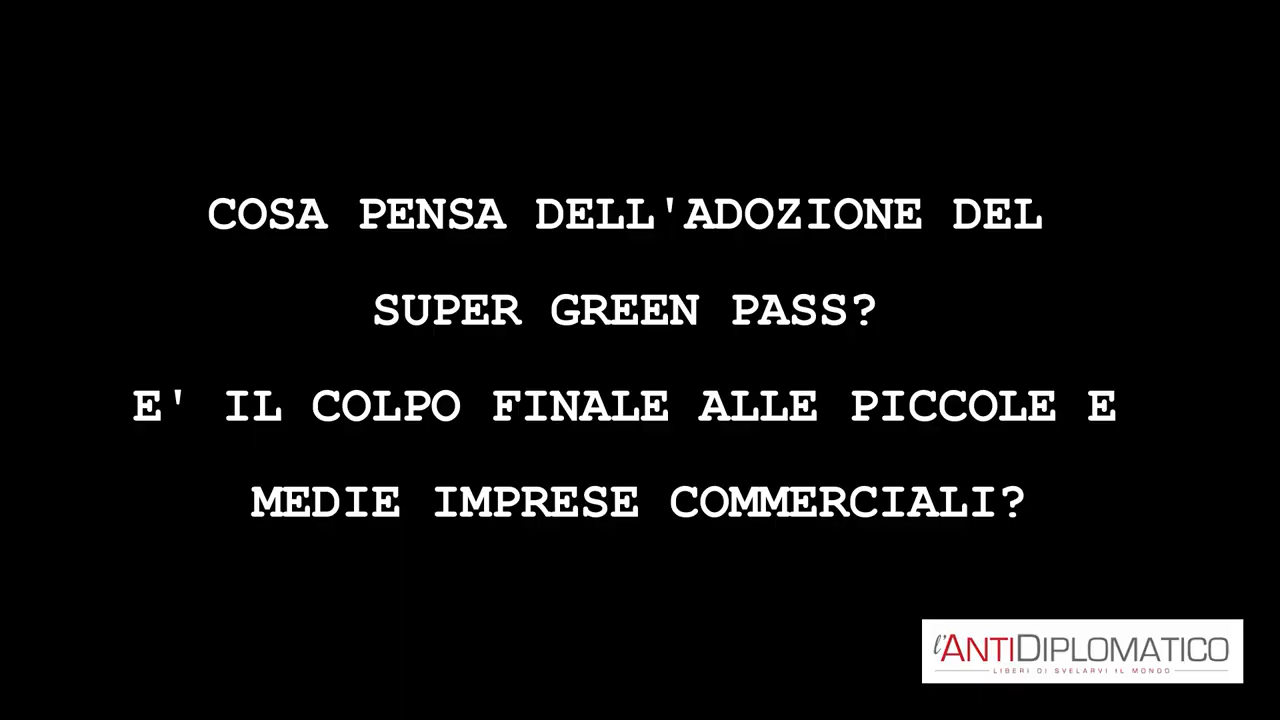 COSA PENSA DELL'ADOZIONE DEL
SUPER GREEN PASS?
E' IL COLPO FINALE ALLE PICCOLE E
MEDIE IMPRESE COMMERCIALI?
l'ANTIDIPLOMATICO
LIBERI DI SVELARVI IL MONDO